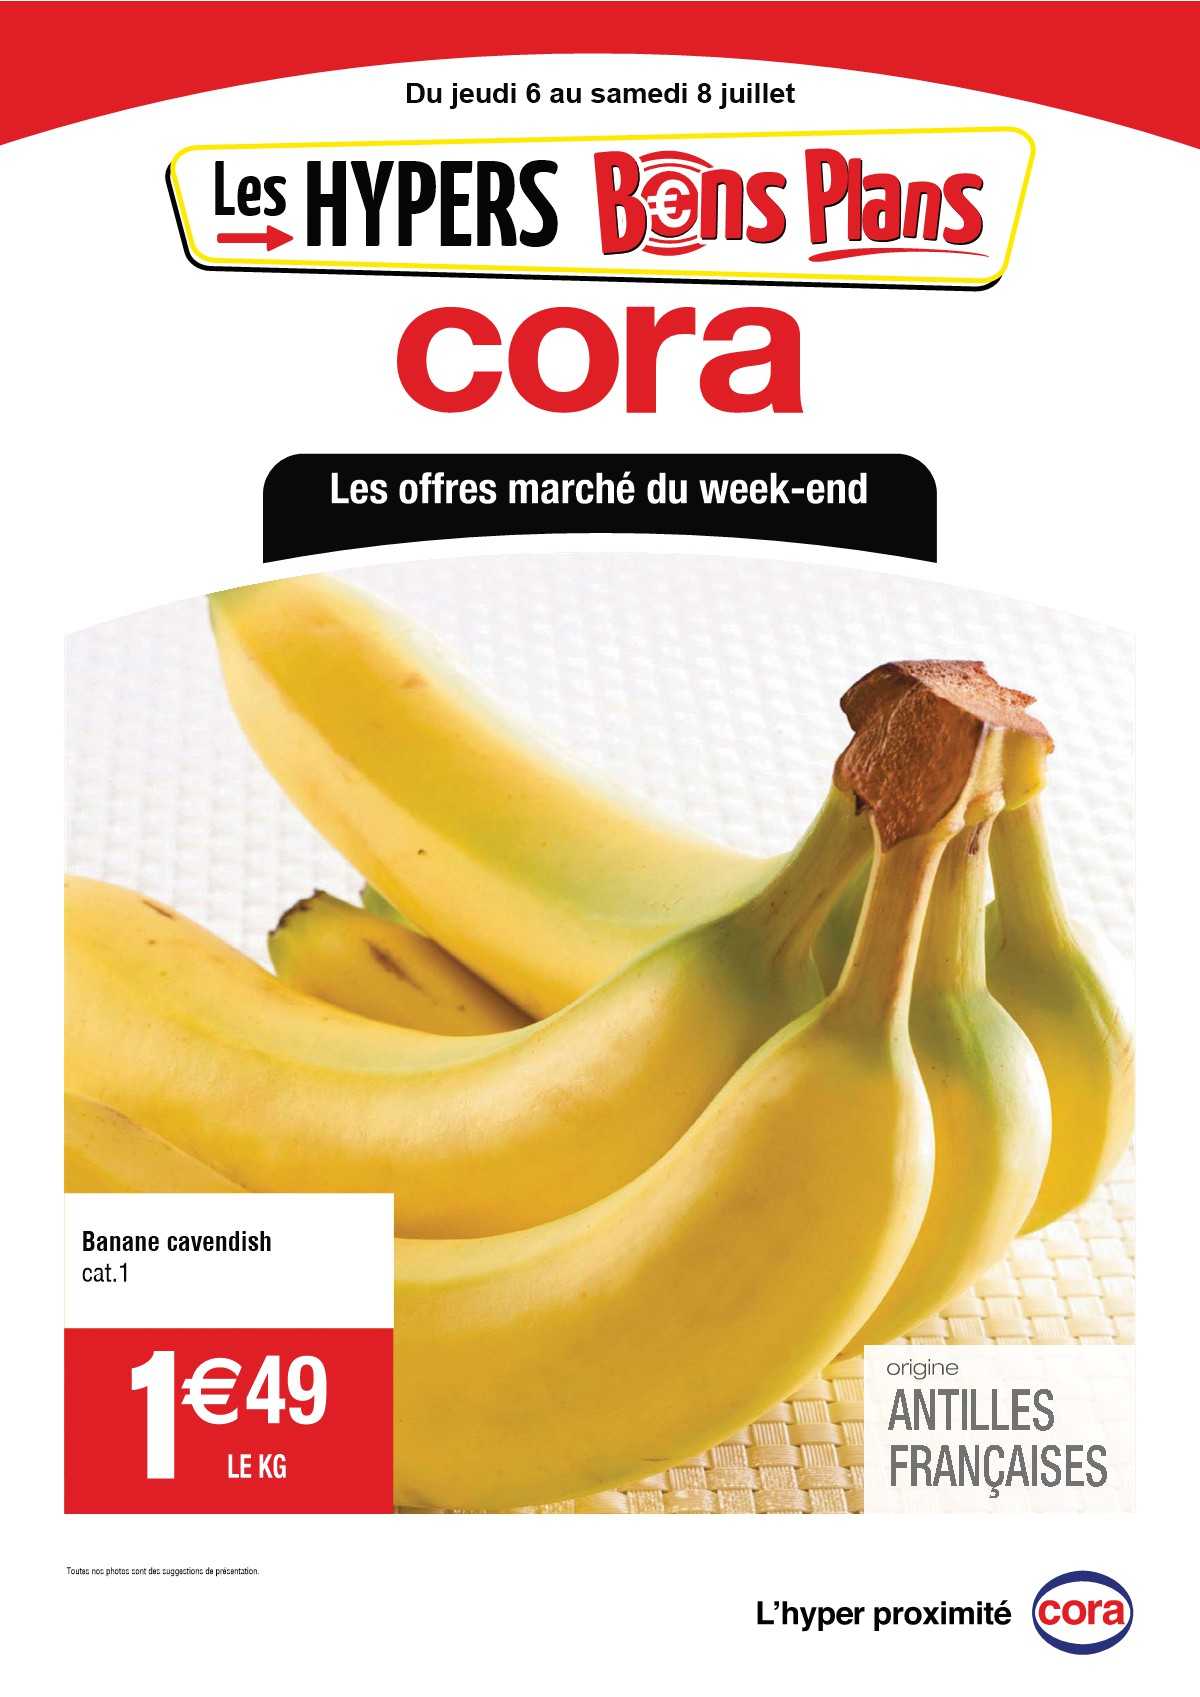 Du jeudi 6 au samedi 8 juillet
Les HYPERS Bons Plans
cora
Les offres marché du week-end
Banane cavendish
cat.1
1€49
LE KG
origine
ANTILLES
FRANÇAISES
Toutes nos photos sont des suggestions de présentation.
L'hyper proximité cora